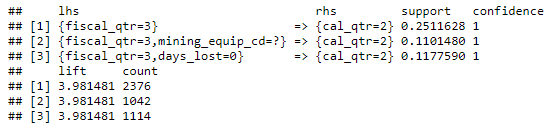 ##     lhs                                 rhs         support   confidence
## [1] {fiscal_qtr=3}                   => {cal_qtr=2} 0.2511628 1
## [2] {fiscal_qtr=3,mining_equip_cd=?} => {cal_qtr=2} 0.1101480 1
## [3] {fiscal_qtr=3,days_lost=0}       => {cal_qtr=2} 0.1177590 1
##     lift     count
## [1] 3.981481 2376
## [2] 3.981481 1042
## [3] 3.981481 1114